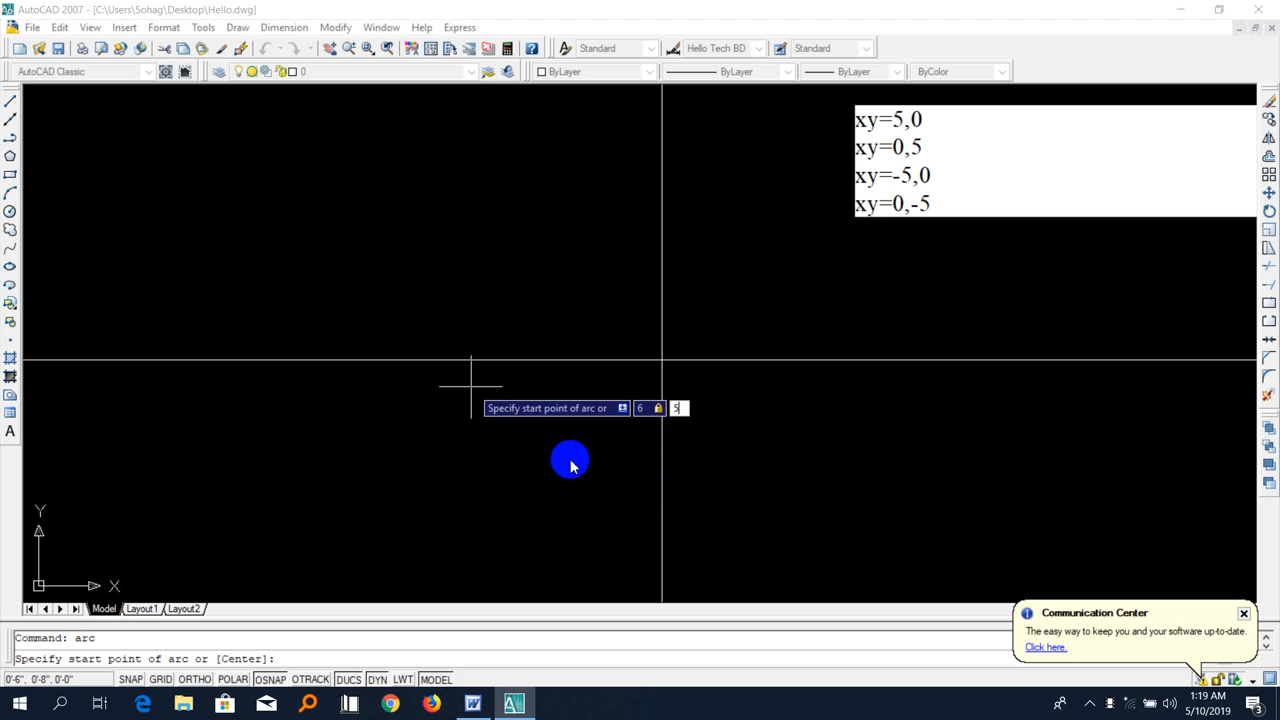 AutoCAD 2007 - [C:\Users\Sohag\Desktop\Hello.dwg]
File Edit View Insert Format Tools Draw Dimension Modify Window Help Express
Standard Hello Tech BD Standard
AutoCAD Classic 0 ByLayer ByLayer ByLayer ByColor
xy=5,0
xy=0,5
xy=-5,0
xy=0,-5
Specify start point of arc or 6 5
Y
X
Model Layout1 Layout2
Communication Center
The easy way to keep you and your software up-to-date.
Click here.
Command: arc
Specify start point of arc or [Center]:
0'-6", 0'-8", 0'-0" SNAP GRID ORTHO POLAR OSNAP OTRACK DUCS DYN LWT MODEL
1:19 AM
5/10/2019
3